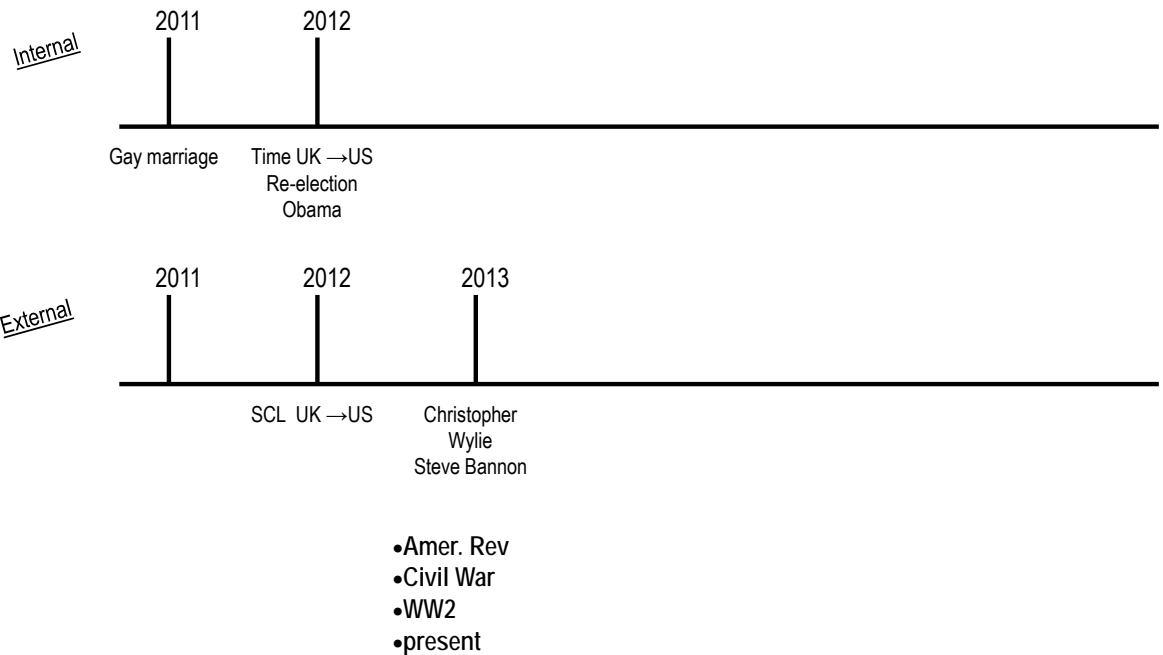 2011 2012
Internal
Gay marriage Time UK →US
Re-election
Obama
2011 2012 2013
External
SCL UK →US Christopher
Wylie
Steve Bannon
•Amer. Rev
•Civil War
•WW2
•present